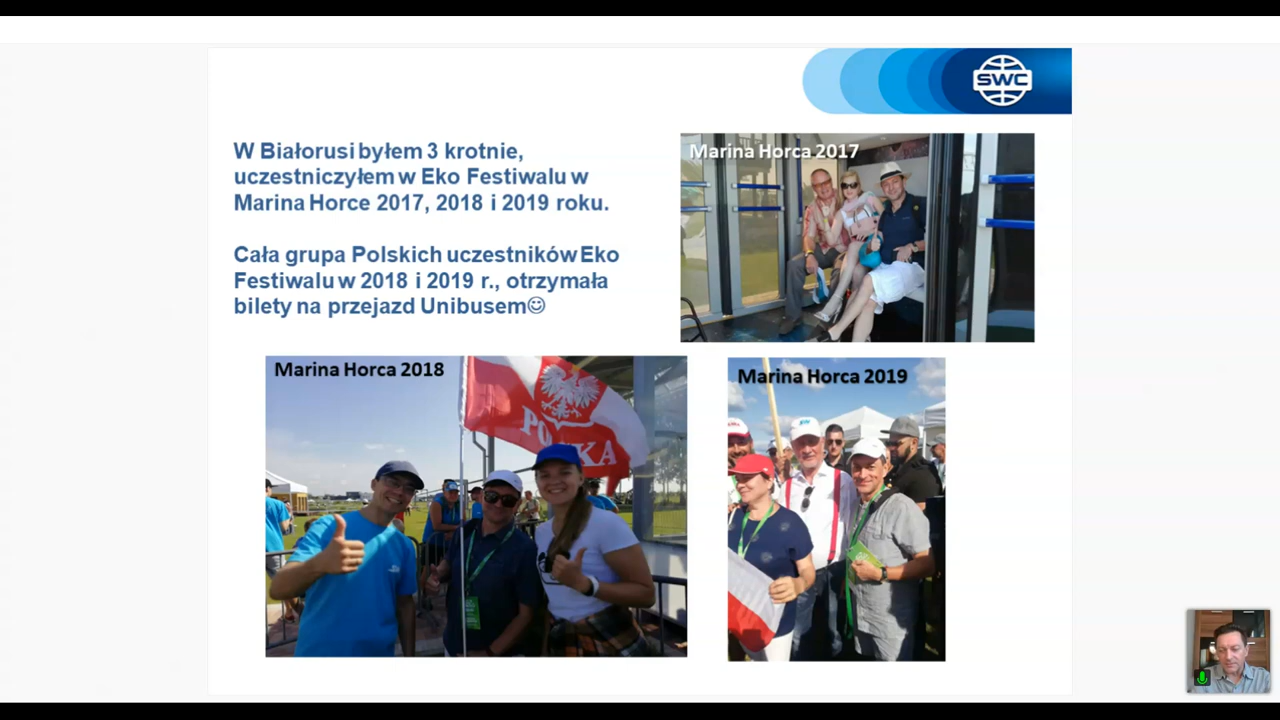 SWC
W Białorusi byłem 3 krotnie,
uczestniczyłem w Eko Festiwalu w
Marina Horce 2017, 2018 i 2019 roku.
Cała grupa Polskich uczestników Eko
Festiwalu w 2018 i 2019 r., otrzymała
bilety na przejazd Unibusem☺
Marina Horca 2017
Marina Horca 2018
POLSKA
Marina Horca 2019